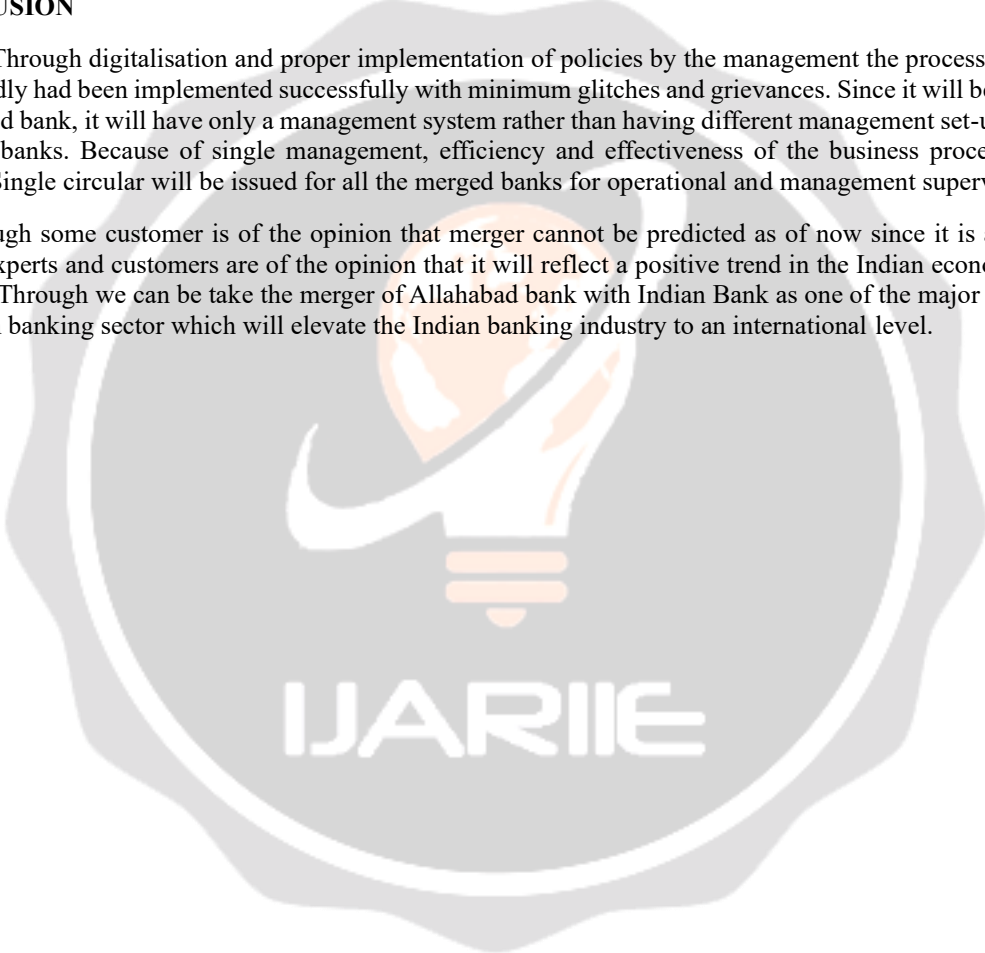 USION
Through digitalisation and proper implementation of policies by the management the process
dly had been implemented successfully with minimum glitches and grievances. Since it will b
d bank, it will have only a management system rather than having different management set-u
banks. Because of single management, efficiency and effectiveness of the business proce
Single circular will be issued for all the merged banks for operational and management superv
ugh some customer is of the opinion that merger cannot be predicted as of now since it is a
xperts and customers are of the opinion that it will reflect a positive trend in the Indian econo
Through we can be take the merger of Allahabad bank with Indian Bank as one of the major
banking sector which will elevate the Indian banking industry to an international level.
IJARIIE